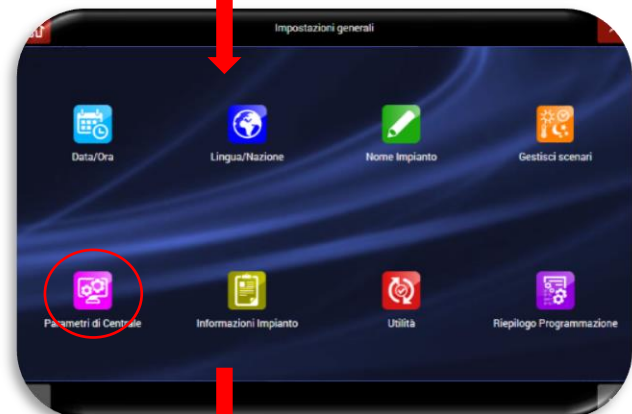 Impostazioni generali
Data/Ora
Lingua/Nazione
Nome Impianto
Gestisci scenari
Parametri di Centrale
Informazioni Impianto
Utilità
Riepilogo Programmazione